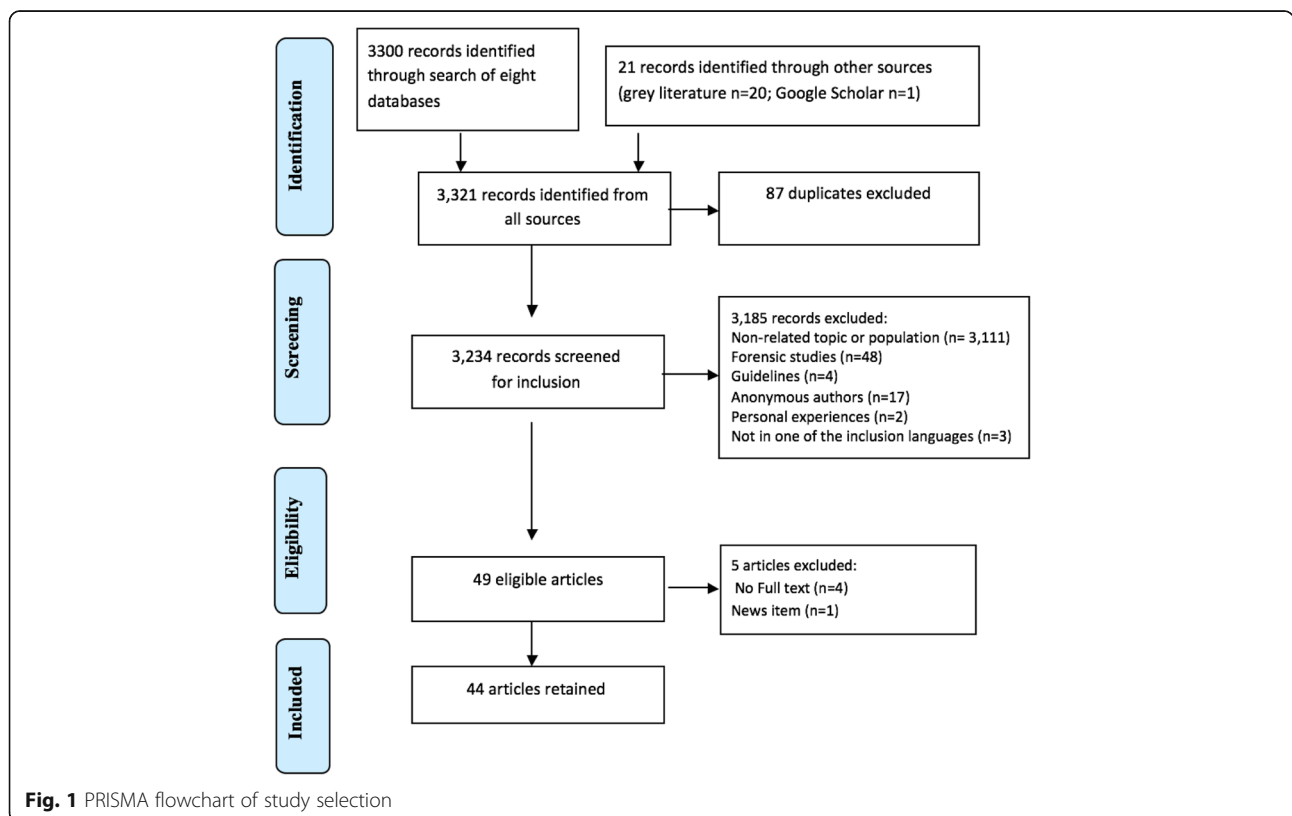 Identification
3300 records identified
through search of eight
databases
21 records identified through other sources
(grey literature n=20; Google Scholar n=1)
3,321 records identified from
all sources
87 duplicates excluded
Screening
3,234 records screened
for inclusion
3,185 records excluded:
Non-related topic or population (n= 3,111)
Forensic studies (n=48)
Guidelines (n=4)
Anonymous authors (n=17)
Personal experiences (n=2)
Not in one of the inclusion languages (n=3)
Eligibility
49 eligible articles
5 articles excluded:
No Full text (n=4)
News item (n=1)
Included
44 articles retained
Fig. 1 PRISMA flowchart of study selection